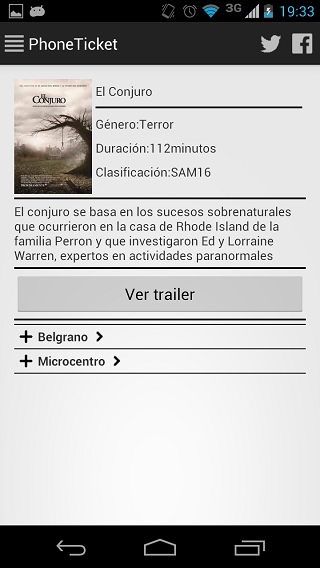 3G 19:33
PhoneTicket
EL CONJURO
El Conjuro
Género:Terror
Duración:112minutos
Clasificación:SAM16
El conjuro se basa en los sucesos sobrenaturales
que ocurrieron en la casa de Rhode Island de la
familia Perron y que investigaron Ed y Lorraine
Warren, expertos en actividades paranormales
Ver trailer
Belgrano
Microcentro